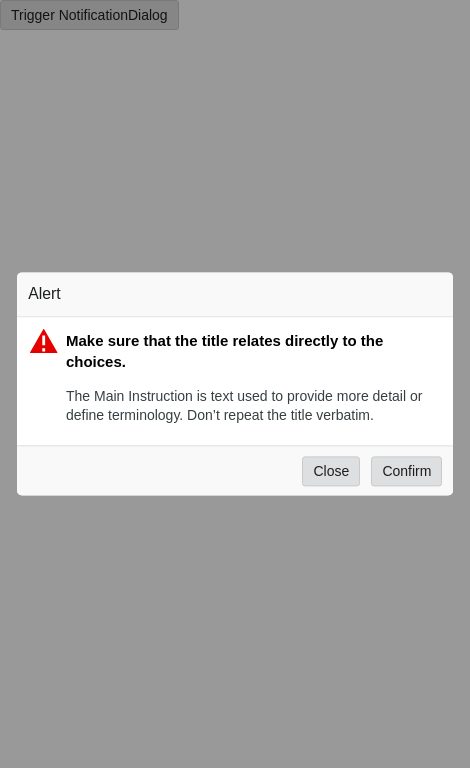 Trigger NotificationDialog
Alert
Make sure that the title relates directly to the
choices.
The Main Instruction is text used to provide more detail or
define terminology. Don’t repeat the title verbatim.
Close Confirm